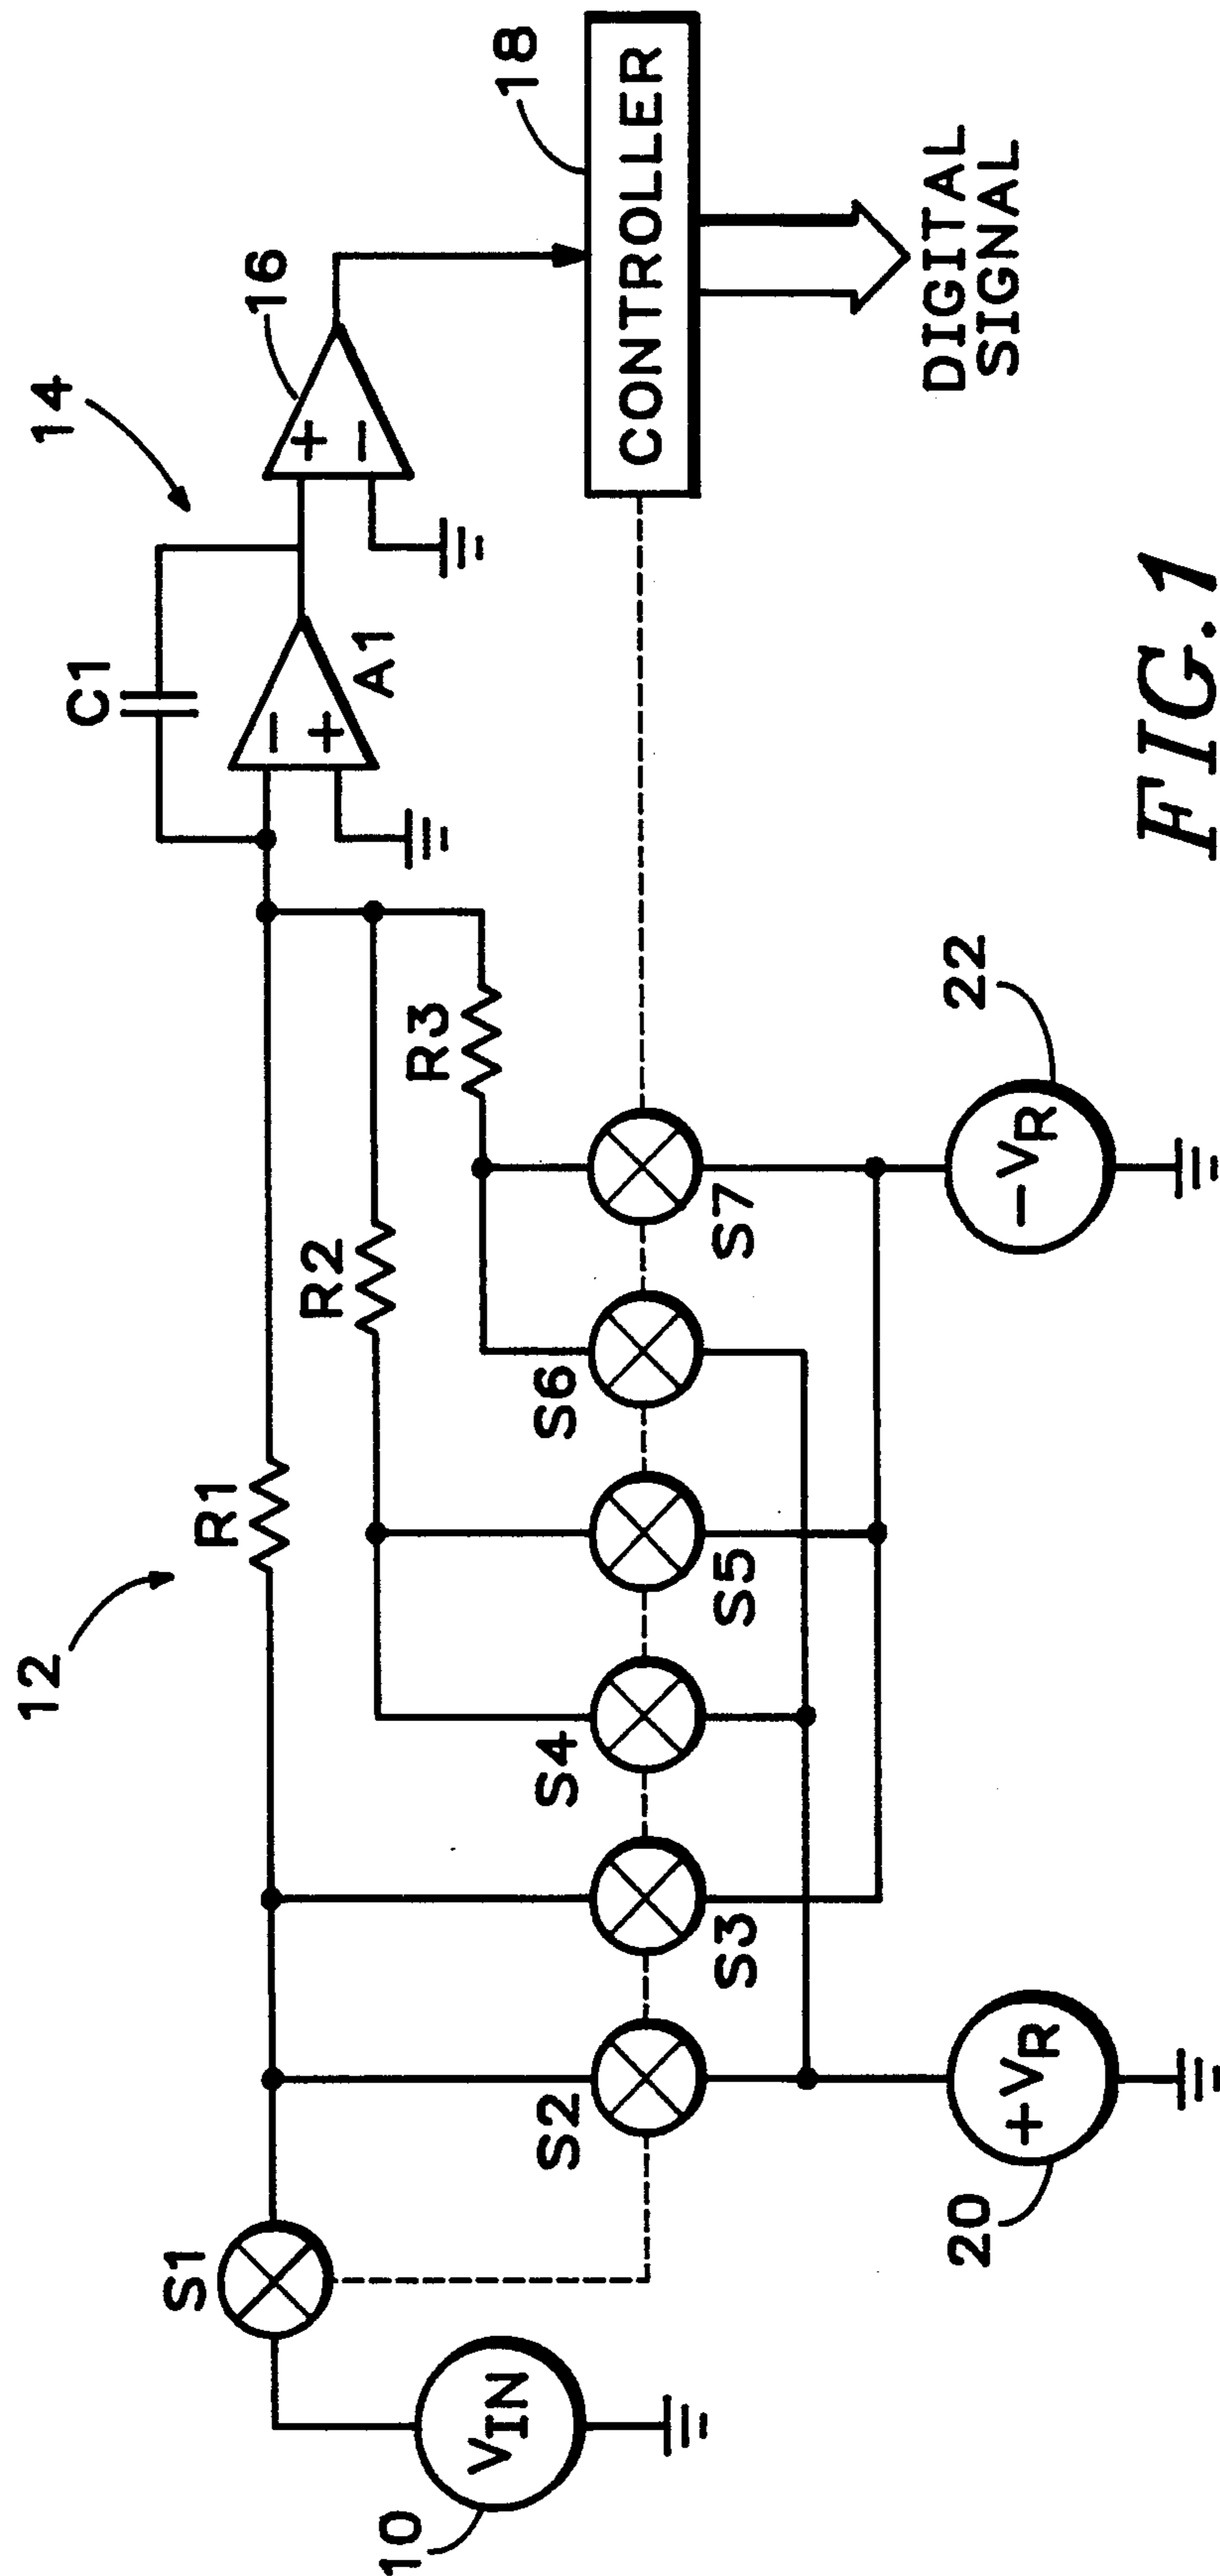 14
12
C1
16
18
S1
R1
A1
R2
R3
CONTROLLER
10
VIN
S2
S3
S4
S5
S6
S7
DIGITAL
SIGNAL
20
+VR
-VR
22
FIG.1